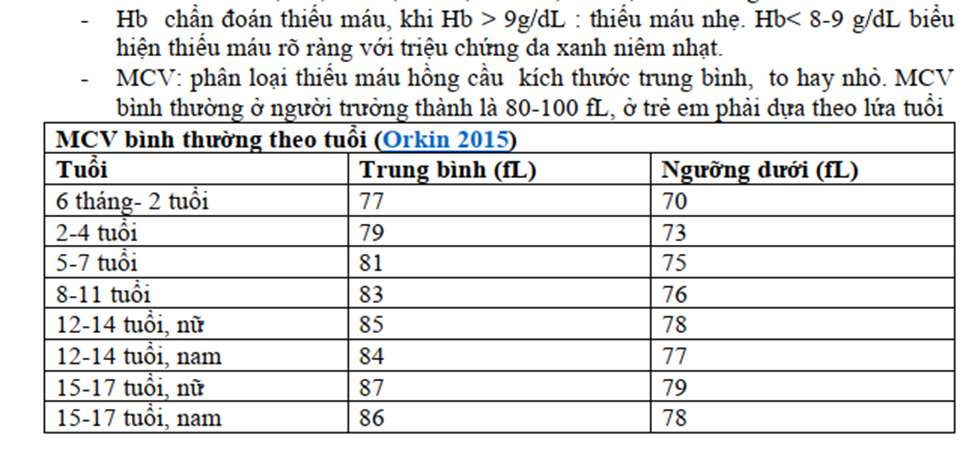 - Hb chẩn đoán thiếu máu, khi Hb > 9g/dL : thiếu máu nhẹ. Hb< 8-9 g/dL biểu
hiện thiếu máu rõ ràng với triệu chứng da xanh niêm nhạt.
- MCV: phân loại thiếu máu hồng cầu kích thước trung bình, to hay nhỏ. MCV
bình thường ở người trưởng thành là 80-100 fL, ở trẻ em phải dựa theo lứa tuổi
MCV bình thường theo tuổi (Orkin 2015)
Tuổi Trung bình (fL) Ngưỡng dưới (fL)
6 tháng- 2 tuổi 77 70
2-4 tuổi 79 73
5-7 tuổi 81 75
8-11 tuổi 83 76
12-14 tuổi, nữ 85 78
12-14 tuổi, nam 84 77
15-17 tuổi, nữ 87 79
15-17 tuổi, nam 86 78